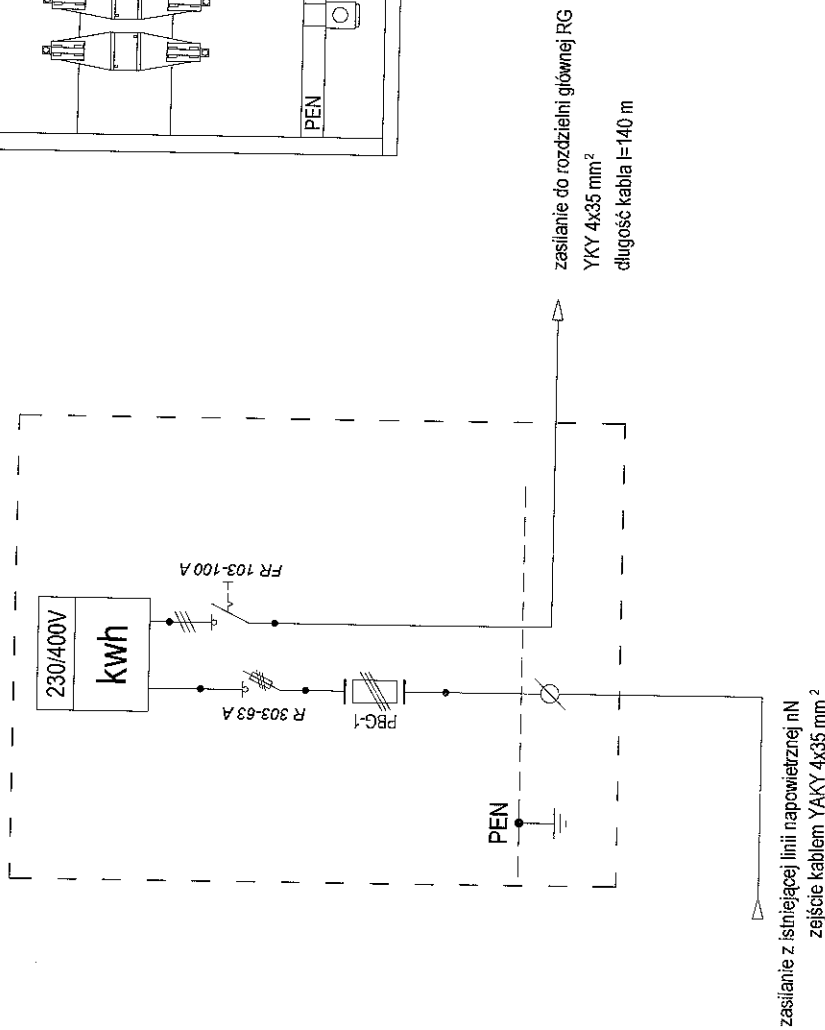 PEN
zasilanie do rozdzielni głównej RG
YKY 4x35 mm²
długość kabla l=140 m
230/400V
kwh
FR 103-100 A
R 303-63 A
PBG-1
PEN
zasilanie z istniejącej linii napowietrznej nN
zejście kablem YAKY 4x35 mm²